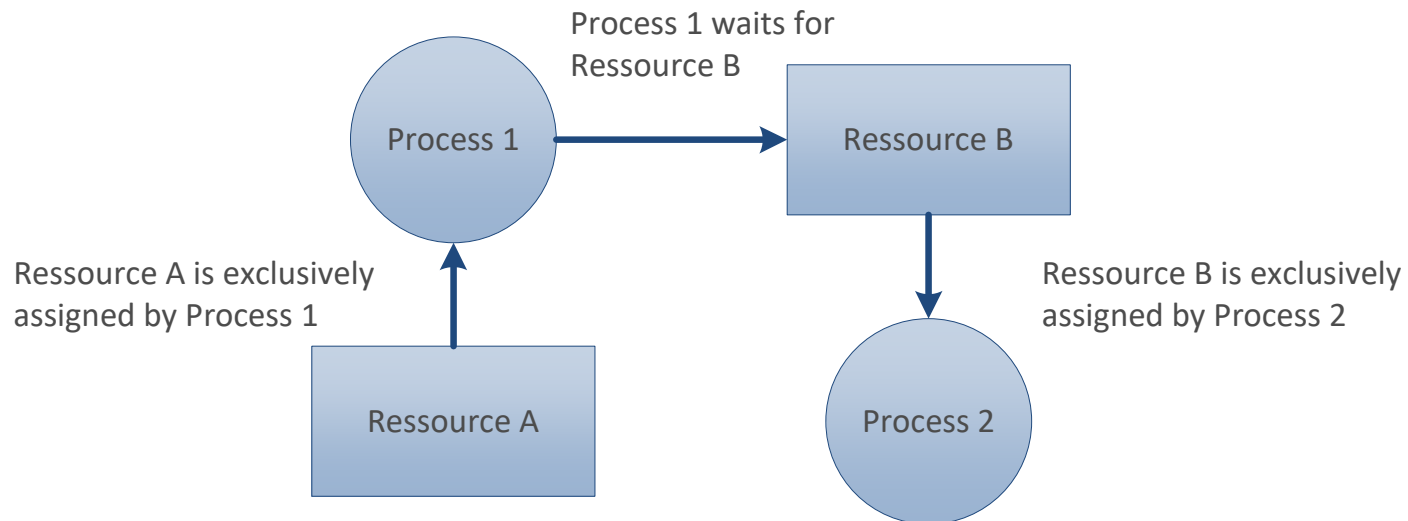 Process 1 waits for
Ressource B
Process 1
Ressource B
Ressource A is exclusively
assigned by Process 1
Ressource B is exclusively
assigned by Process 2
Ressource A
Process 2